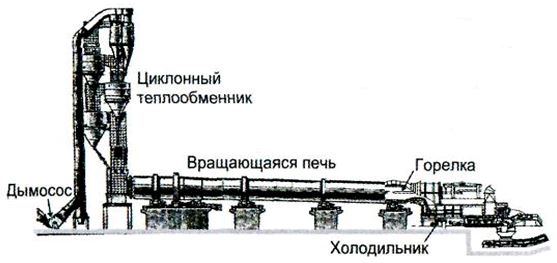 Циклонный
теплообменник
Вращающаяся печь
Горелка
Дымосос
Холодильник